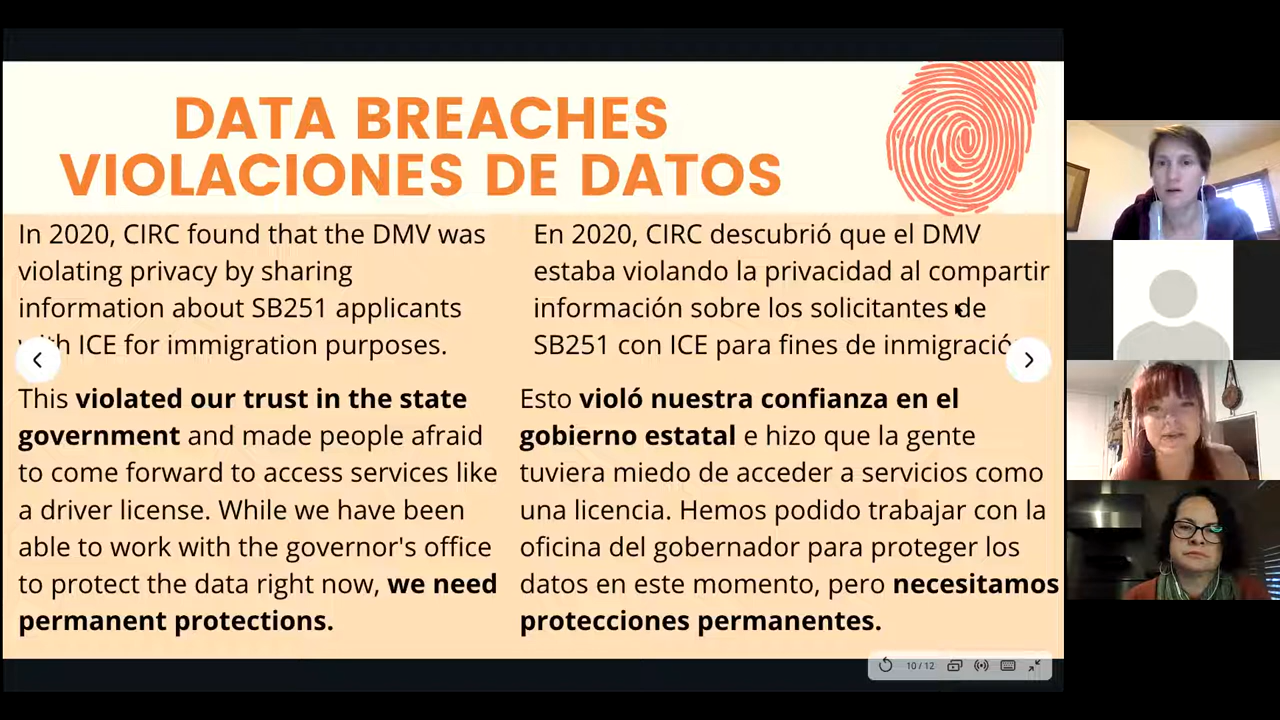 DATA BREACHES
VIOLACIONES DE DATOS
In 2020, CIRC found that the DMV was
violating privacy by sharing
information about SB251 applicants
with ICE for immigration purposes.
This violated our trust in the state
government and made people afraid
to come forward to access services like
a driver license. While we have been
able to work with the governor's office
to protect the data right now, we need
permanent protections.
En 2020, CIRC descubrió que el DMV
estaba violando la privacidad al compartir
información sobre los solicitantes de
SB251 con ICE para fines de inmigració
Esto violó nuestra confianza en el
gobierno estatal e hizo que la gente
tuviera miedo de acceder a servicios como
una licencia. Hemos podido trabajar con la
oficina del gobernador para proteger los
datos en este momento, pero necesitamos
protecciones permanentes.
10 / 12